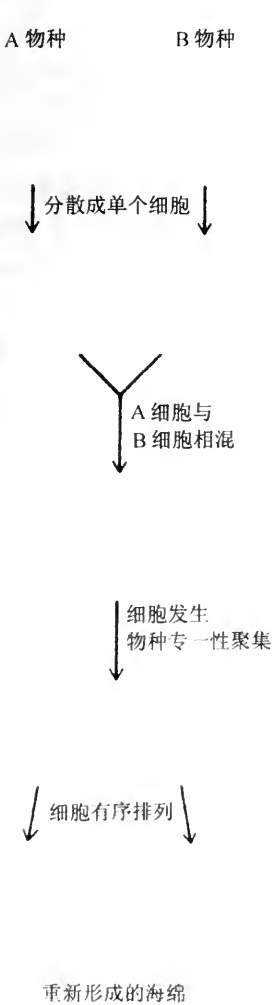 A 物种 B 物种
分散成单个细胞
A 细胞与
B 细胞相混
细胞发生
物种专一性聚集
细胞有序排列
重新形成的海绵